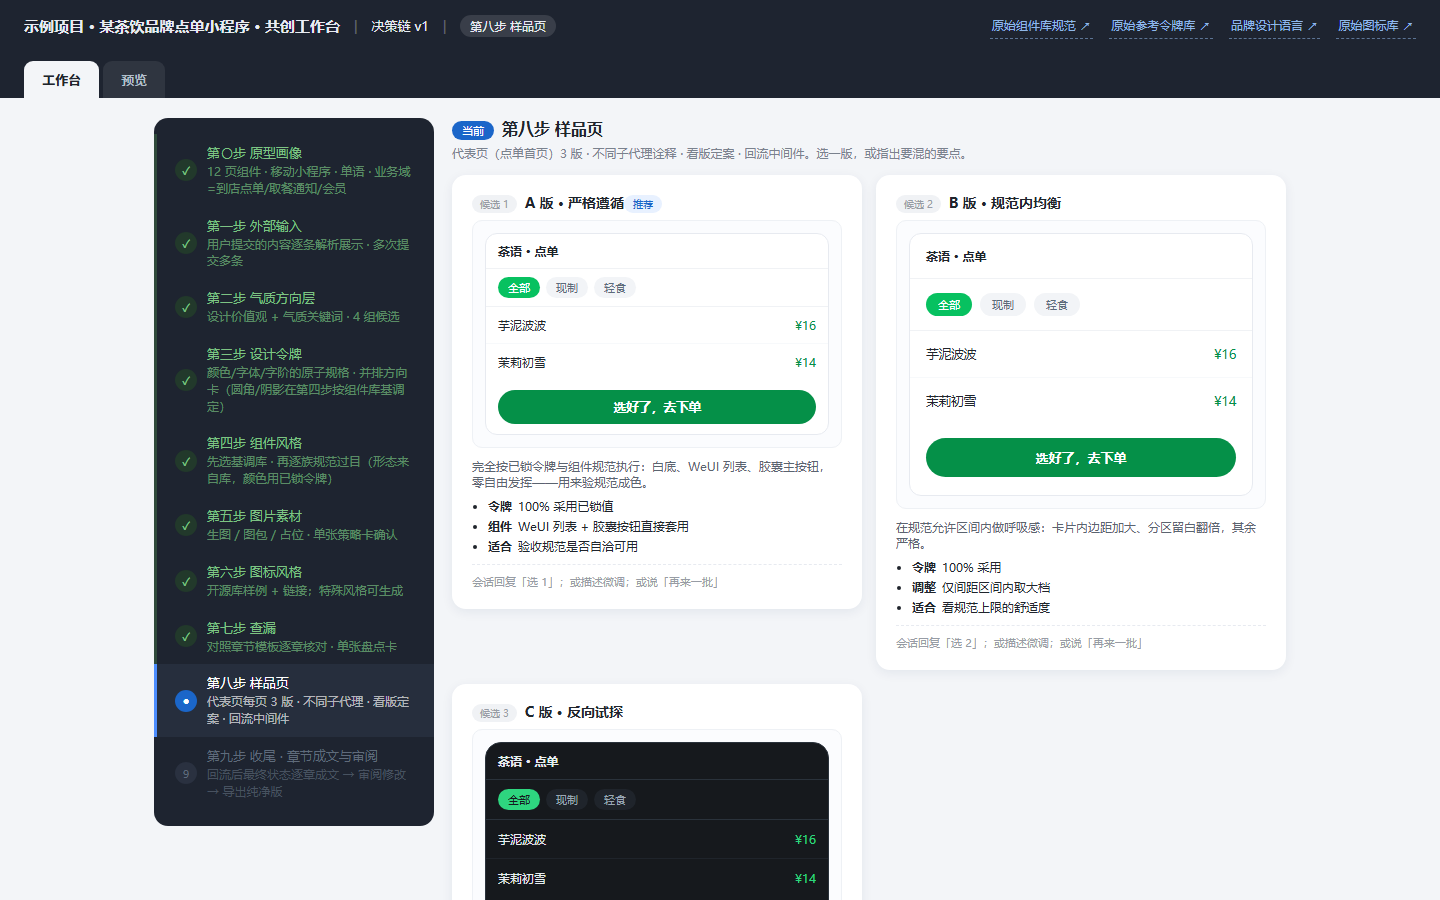 示例项目 • 某茶饮品牌点单小程序 • 共创工作台 | 决策链 v1 | 第八步 样品页
原始组件库规范 ↗ 原始参考令牌库 ↗ 品牌设计语言 ↗ 原始图标库 ↗
工作台 预览
✓ 第〇步 原型画像
12 页组件 · 移动小程序 · 单语 · 业务域
=到店点单/取餐通知/会员
✓ 第一步 外部输入
用户提交的内容逐条解析展示 · 多次提
交多条
✓ 第二步 气质方向层
设计价值观 + 气质关键词 · 4 组候选
✓ 第三步 设计令牌
颜色/字体/字阶的原子规格 · 并排方向
卡（圆角/阴影在第四步按组件库基调
定）
✓ 第四步 组件风格
先选基调库 · 再逐族规范过目（形态来
自库，颜色用已锁令牌）
✓ 第五步 图片素材
生图 / 图包 / 占位 · 单张策略卡确认
✓ 第六步 图标风格
开源库样例 + 链接；特殊风格可生成
✓ 第七步 查漏
对照章节模板逐章核对 · 单张盘点卡
第八步 样品页
代表页每页 3 版 · 不同子代理 · 看版定
案 · 回流中间件
9 第九步 收尾 · 章节成文与审阅
回流后最终状态逐章成文 → 审阅修改
→ 导出纯净版
当前 第八步 样品页
代表页（点单首页）3 版 · 不同子代理诠释 · 看版定案 · 回流中间件。选一版，或指出要混的要点。
候选 1 A 版 • 严格遵循 推荐
茶语 • 点单
全部 现制 轻食
芋泥波波 ¥16
茉莉初雪 ¥14
选好了，去下单
完全按已锁令牌与组件规范执行：白底、WeUI 列表、胶囊主按钮，
零自由发挥——用来验规范成色。
• 令牌 100% 采用已锁值
• 组件 WeUI 列表 + 胶囊按钮直接套用
• 适合 验收规范是否自洽可用
会话回复「选 1」；或描述微调；或说「再来一批」
候选 2 B 版 • 规范内均衡
茶语 • 点单
全部 现制 轻食
芋泥波波 ¥16
茉莉初雪 ¥14
选好了，去下单
在规范允许区间内做呼吸感：卡片内边距加大、分区留白翻倍，其余
严格。
• 令牌 100% 采用
• 调整 仅间距区间内取大档
• 适合 看规范上限的舒适度
会话回复「选 2」；或描述微调；或说「再来一批」
候选 3 C 版 • 反向试探
茶语 • 点单
全部 现制 轻食
芋泥波波 ¥16
茉莉初雪 ¥14